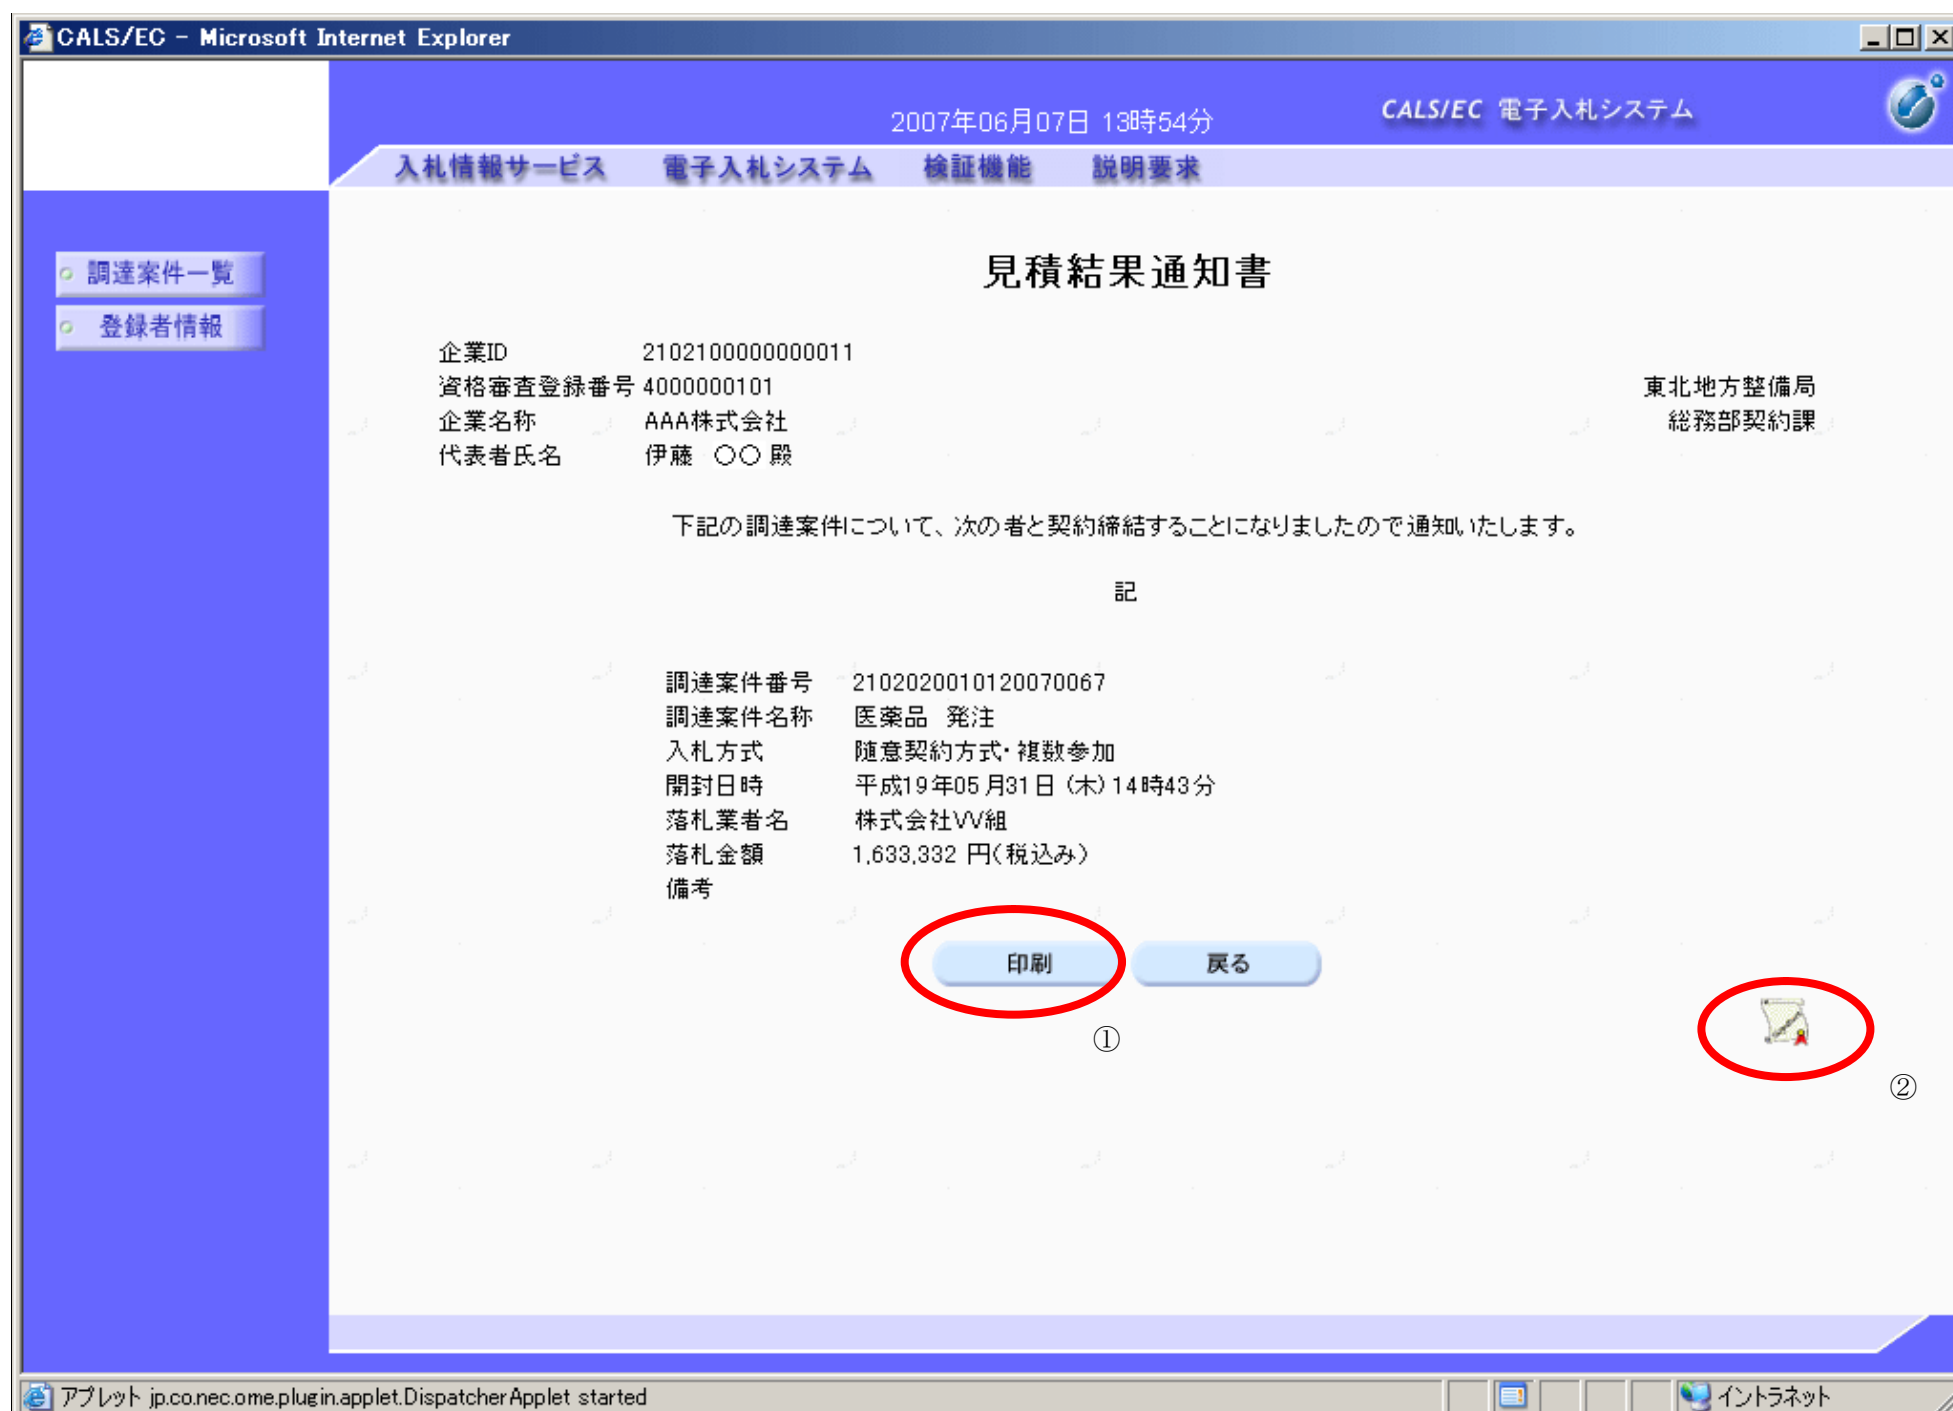 CALS/EC - Microsoft Internet Explorer
2007年06月07日 13時54分
CALS/EC 電子入札システム
入札情報サービス 電子入札システム 検証機能 説明要求
調達案件一覧
登録者情報
見積結果通知書
企業ID 2102100000000011
資格審査登録番号 4000000101
企業名称 AAA株式会社
代表者氏名 伊藤 〇〇 殿
東北地方整備局
総務部契約課
下記の調達案件について、次の者と契約締結することになりましたので通知いたします。
記
調達案件番号 2102020010120070067
調達案件名称 医薬品 発注
入札方式 随意契約方式・複数参加
開封日時 平成19年05月31日(木)14時43分
落札業者名 株式会社VV組
落札金額 1,633,332 円(税込み)
備考
印刷 戻る
①
②
アプレット jp.co.nec.ome.plugin.applet.DispatcherApplet started
イントラネット